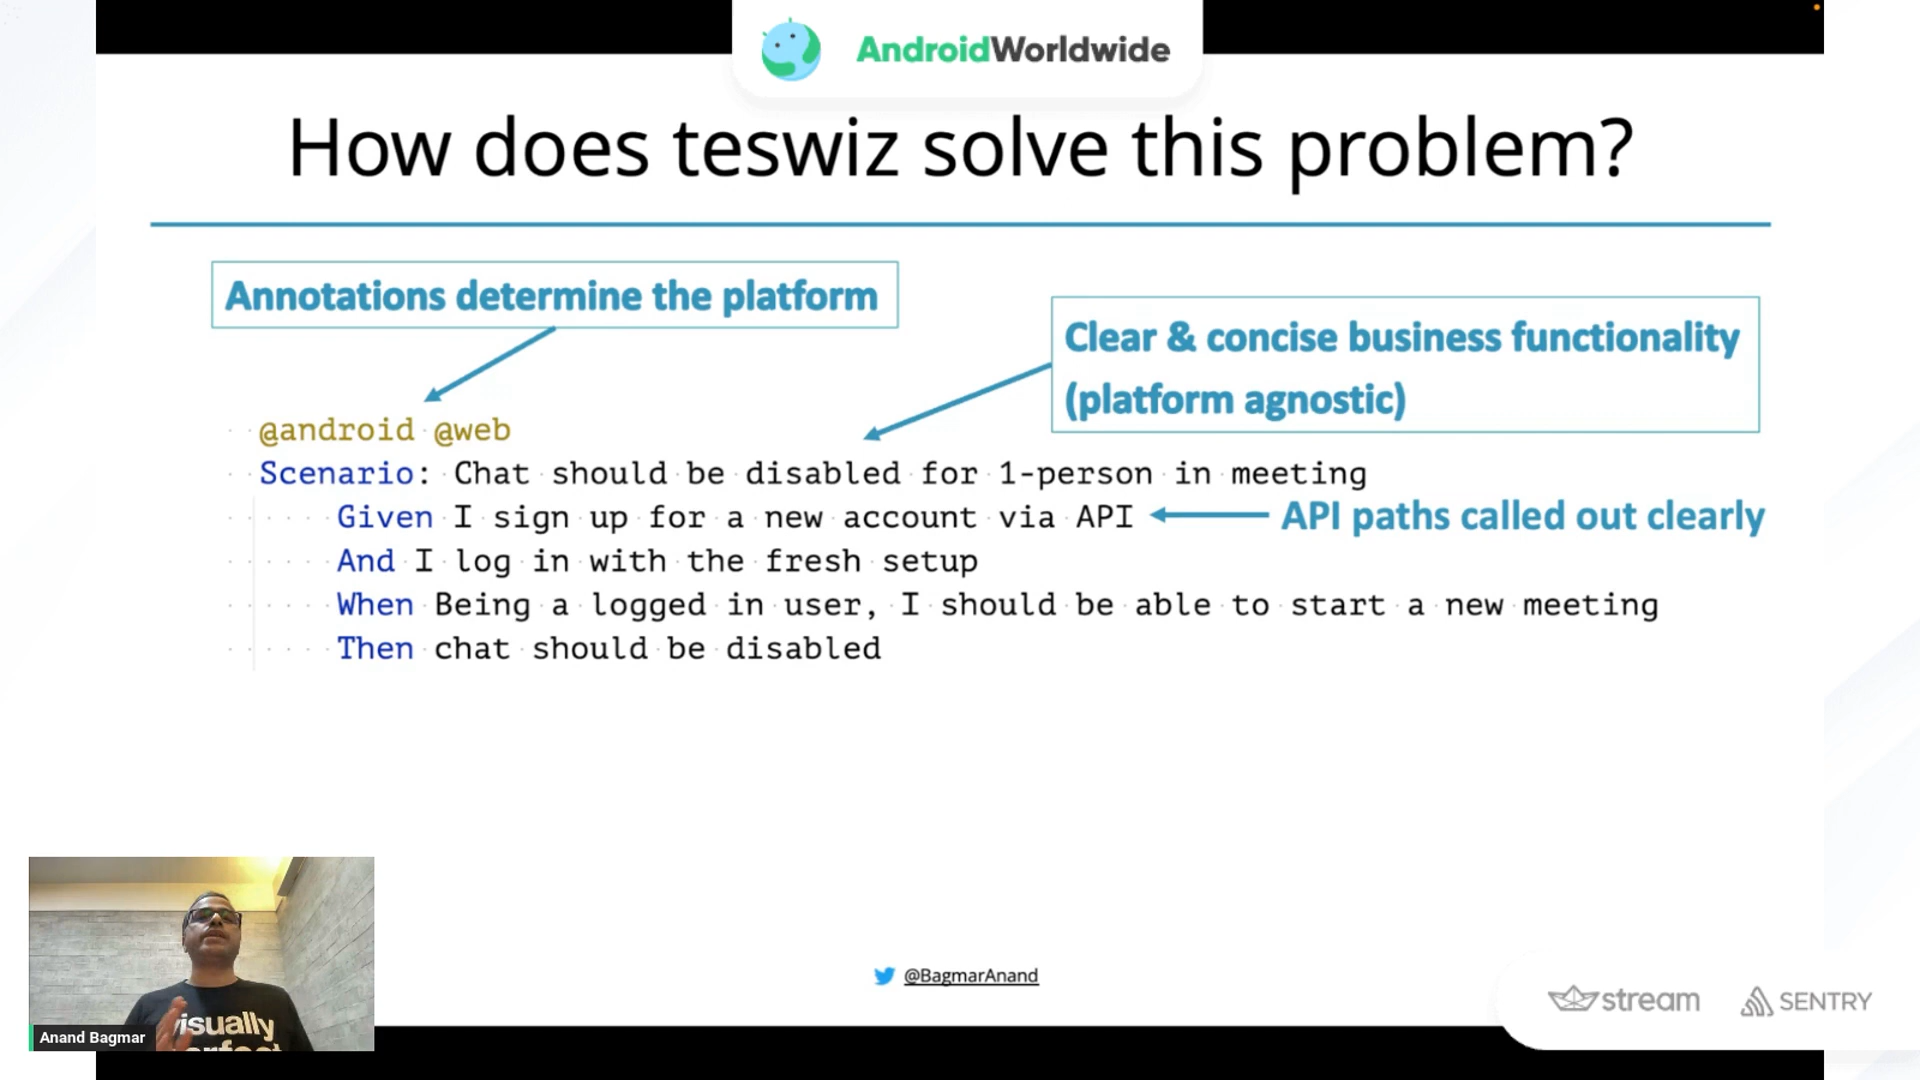 AndroidWorldwide
How does teswiz solve this problem?
Annotations determine the platform
Clear & concise business functionality
(platform agnostic)
@android @web
Scenario: Chat should be disabled for 1-person in meeting
Given I sign up for a new account via API
API paths called out clearly
And I log in with the fresh setup
When Being a logged in user, I should be able to start a new meeting
Then chat should be disabled
@BagmarAnand
stream
SENTRY
Anand Bagmar